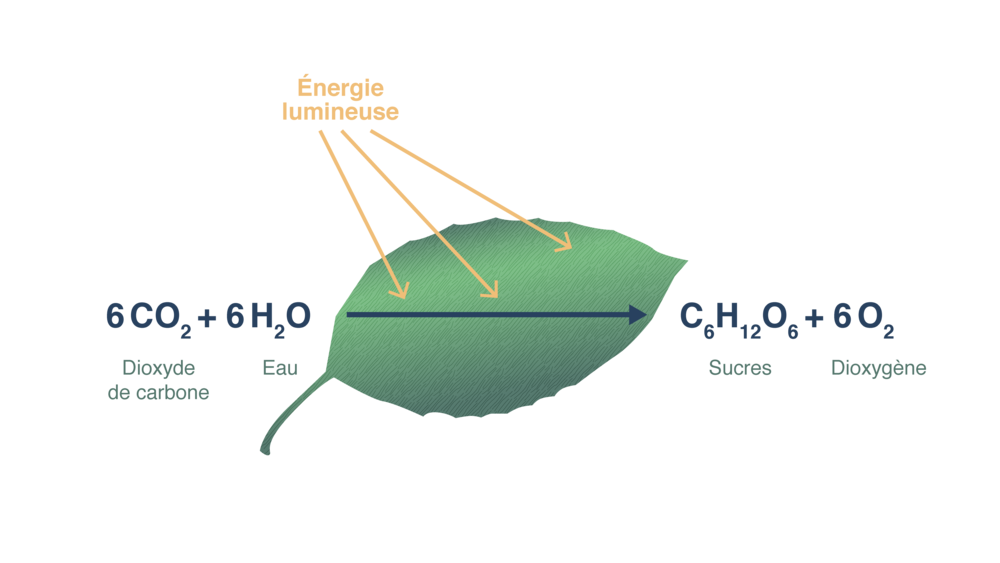 Énergie
lumineuse
6 CO₂ + 6 H₂O
C₆H₁₂O₆ + 6 O₂
Dioxyde
de carbone
Eau
Sucres
Dioxygène